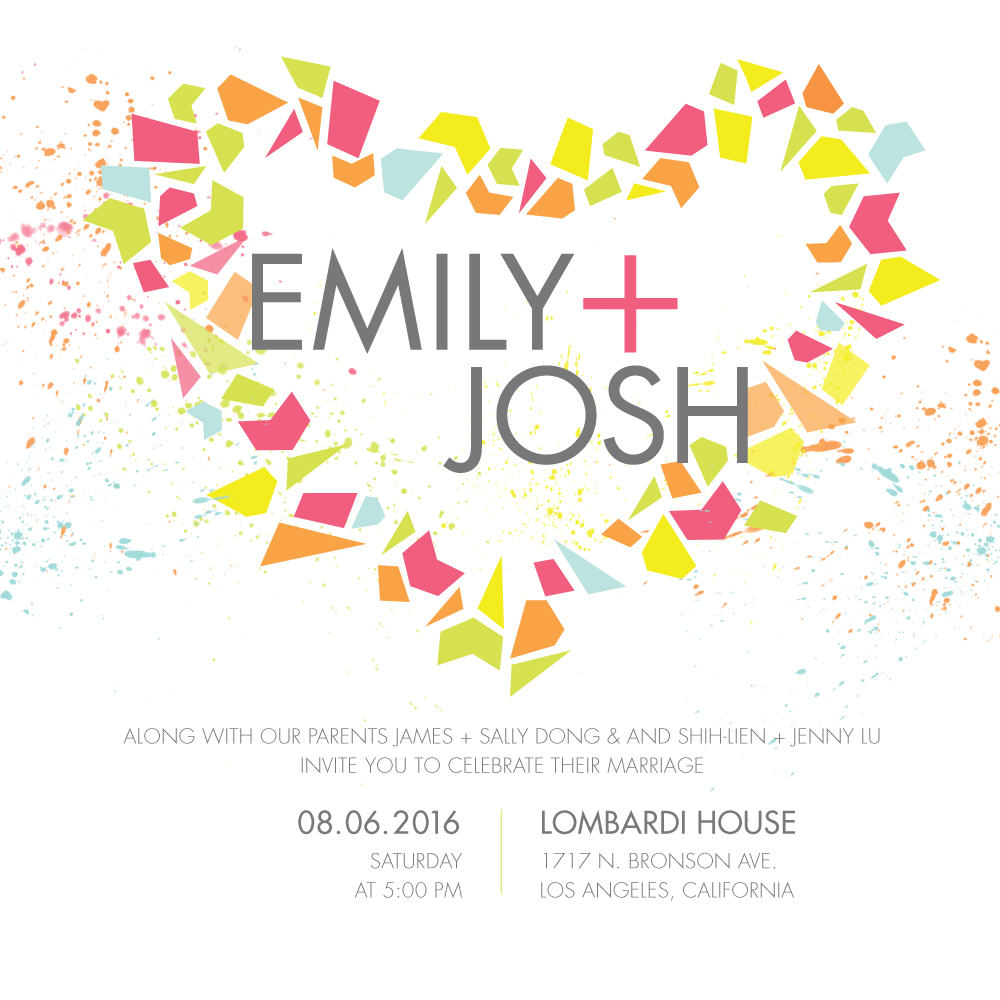 EMILY+
JOSH
ALONG WITH OUR PARENTS JAMES + SALLY DONG & AND SHIH-LIEN + JENNY LU
INVITE YOU TO CELEBRATE THEIR MARRIAGE
08.06.2016
SATURDAY
AT 5:00 PM
LOMBARDI HOUSE
1717 N. BRONSON AVE.
LOS ANGELES, CALIFORNIA